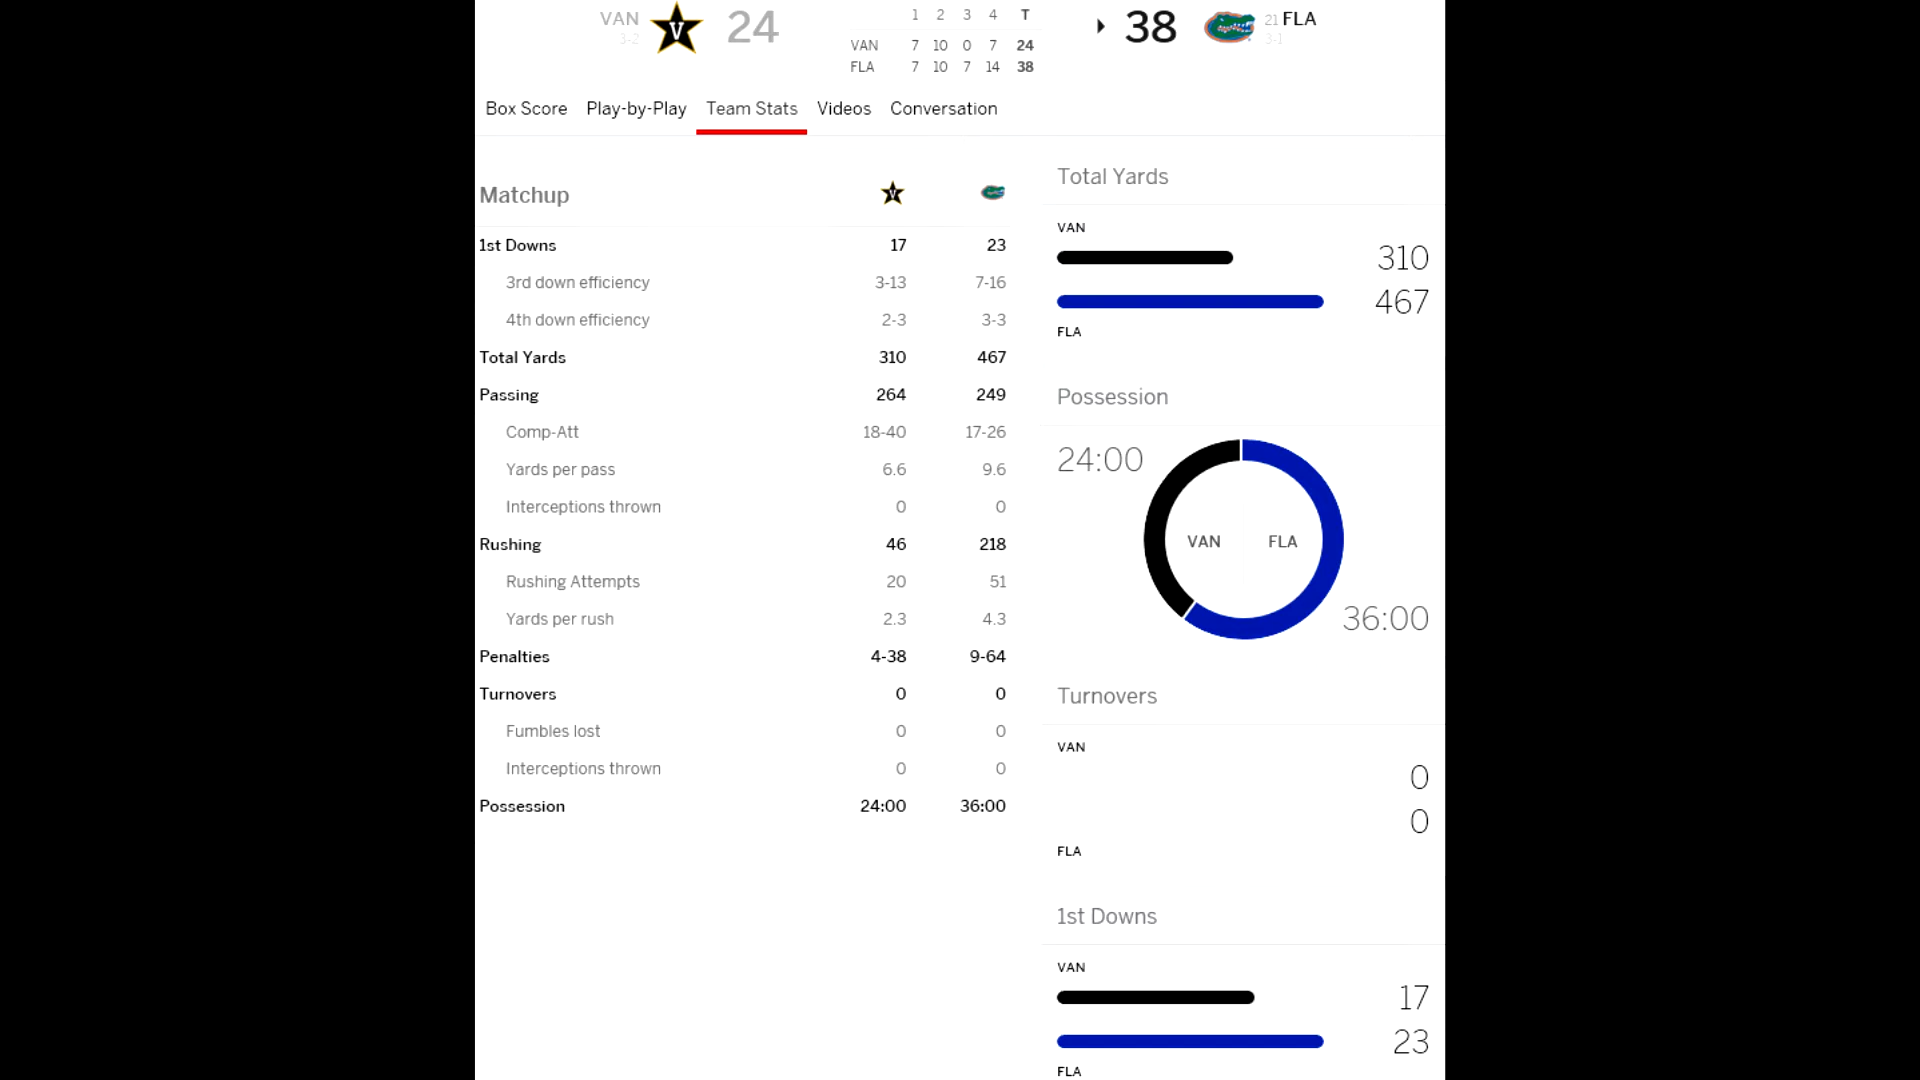 VAN
3-2
24
1 2 3 4 T
VAN 7 10 0 7 24
FLA 7 10 7 14 38
38
21 FLA
3-1
Box Score Play-by-Play Team Stats Videos Conversation
Matchup
1st Downs 17 23
3rd down efficiency 3-13 7-16
4th down efficiency 2-3 3-3
Total Yards 310 467
Passing 264 249
Comp-Att 18-40 17-26
Yards per pass 6.6 9.6
Interceptions thrown 0 0
Rushing 46 218
Rushing Attempts 20 51
Yards per rush 2.3 4.3
Penalties 4-38 9-64
Turnovers 0 0
Fumbles lost 0 0
Interceptions thrown 0 0
Possession 24:00 36:00
Total Yards
VAN
310
467
FLA
Possession
24:00
VAN FLA
36:00
Turnovers
VAN
0
0
FLA
1st Downs
VAN
17
23
FLA